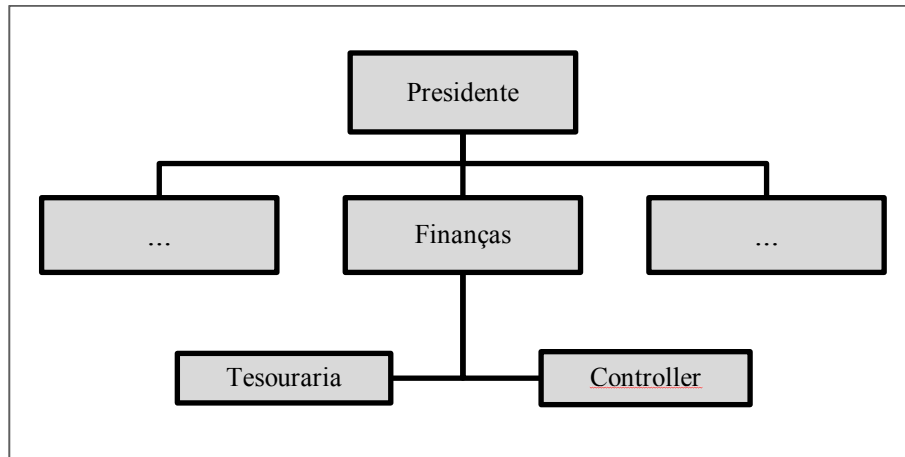 Presidente
...
Finanças
...
Tesouraria
Controller